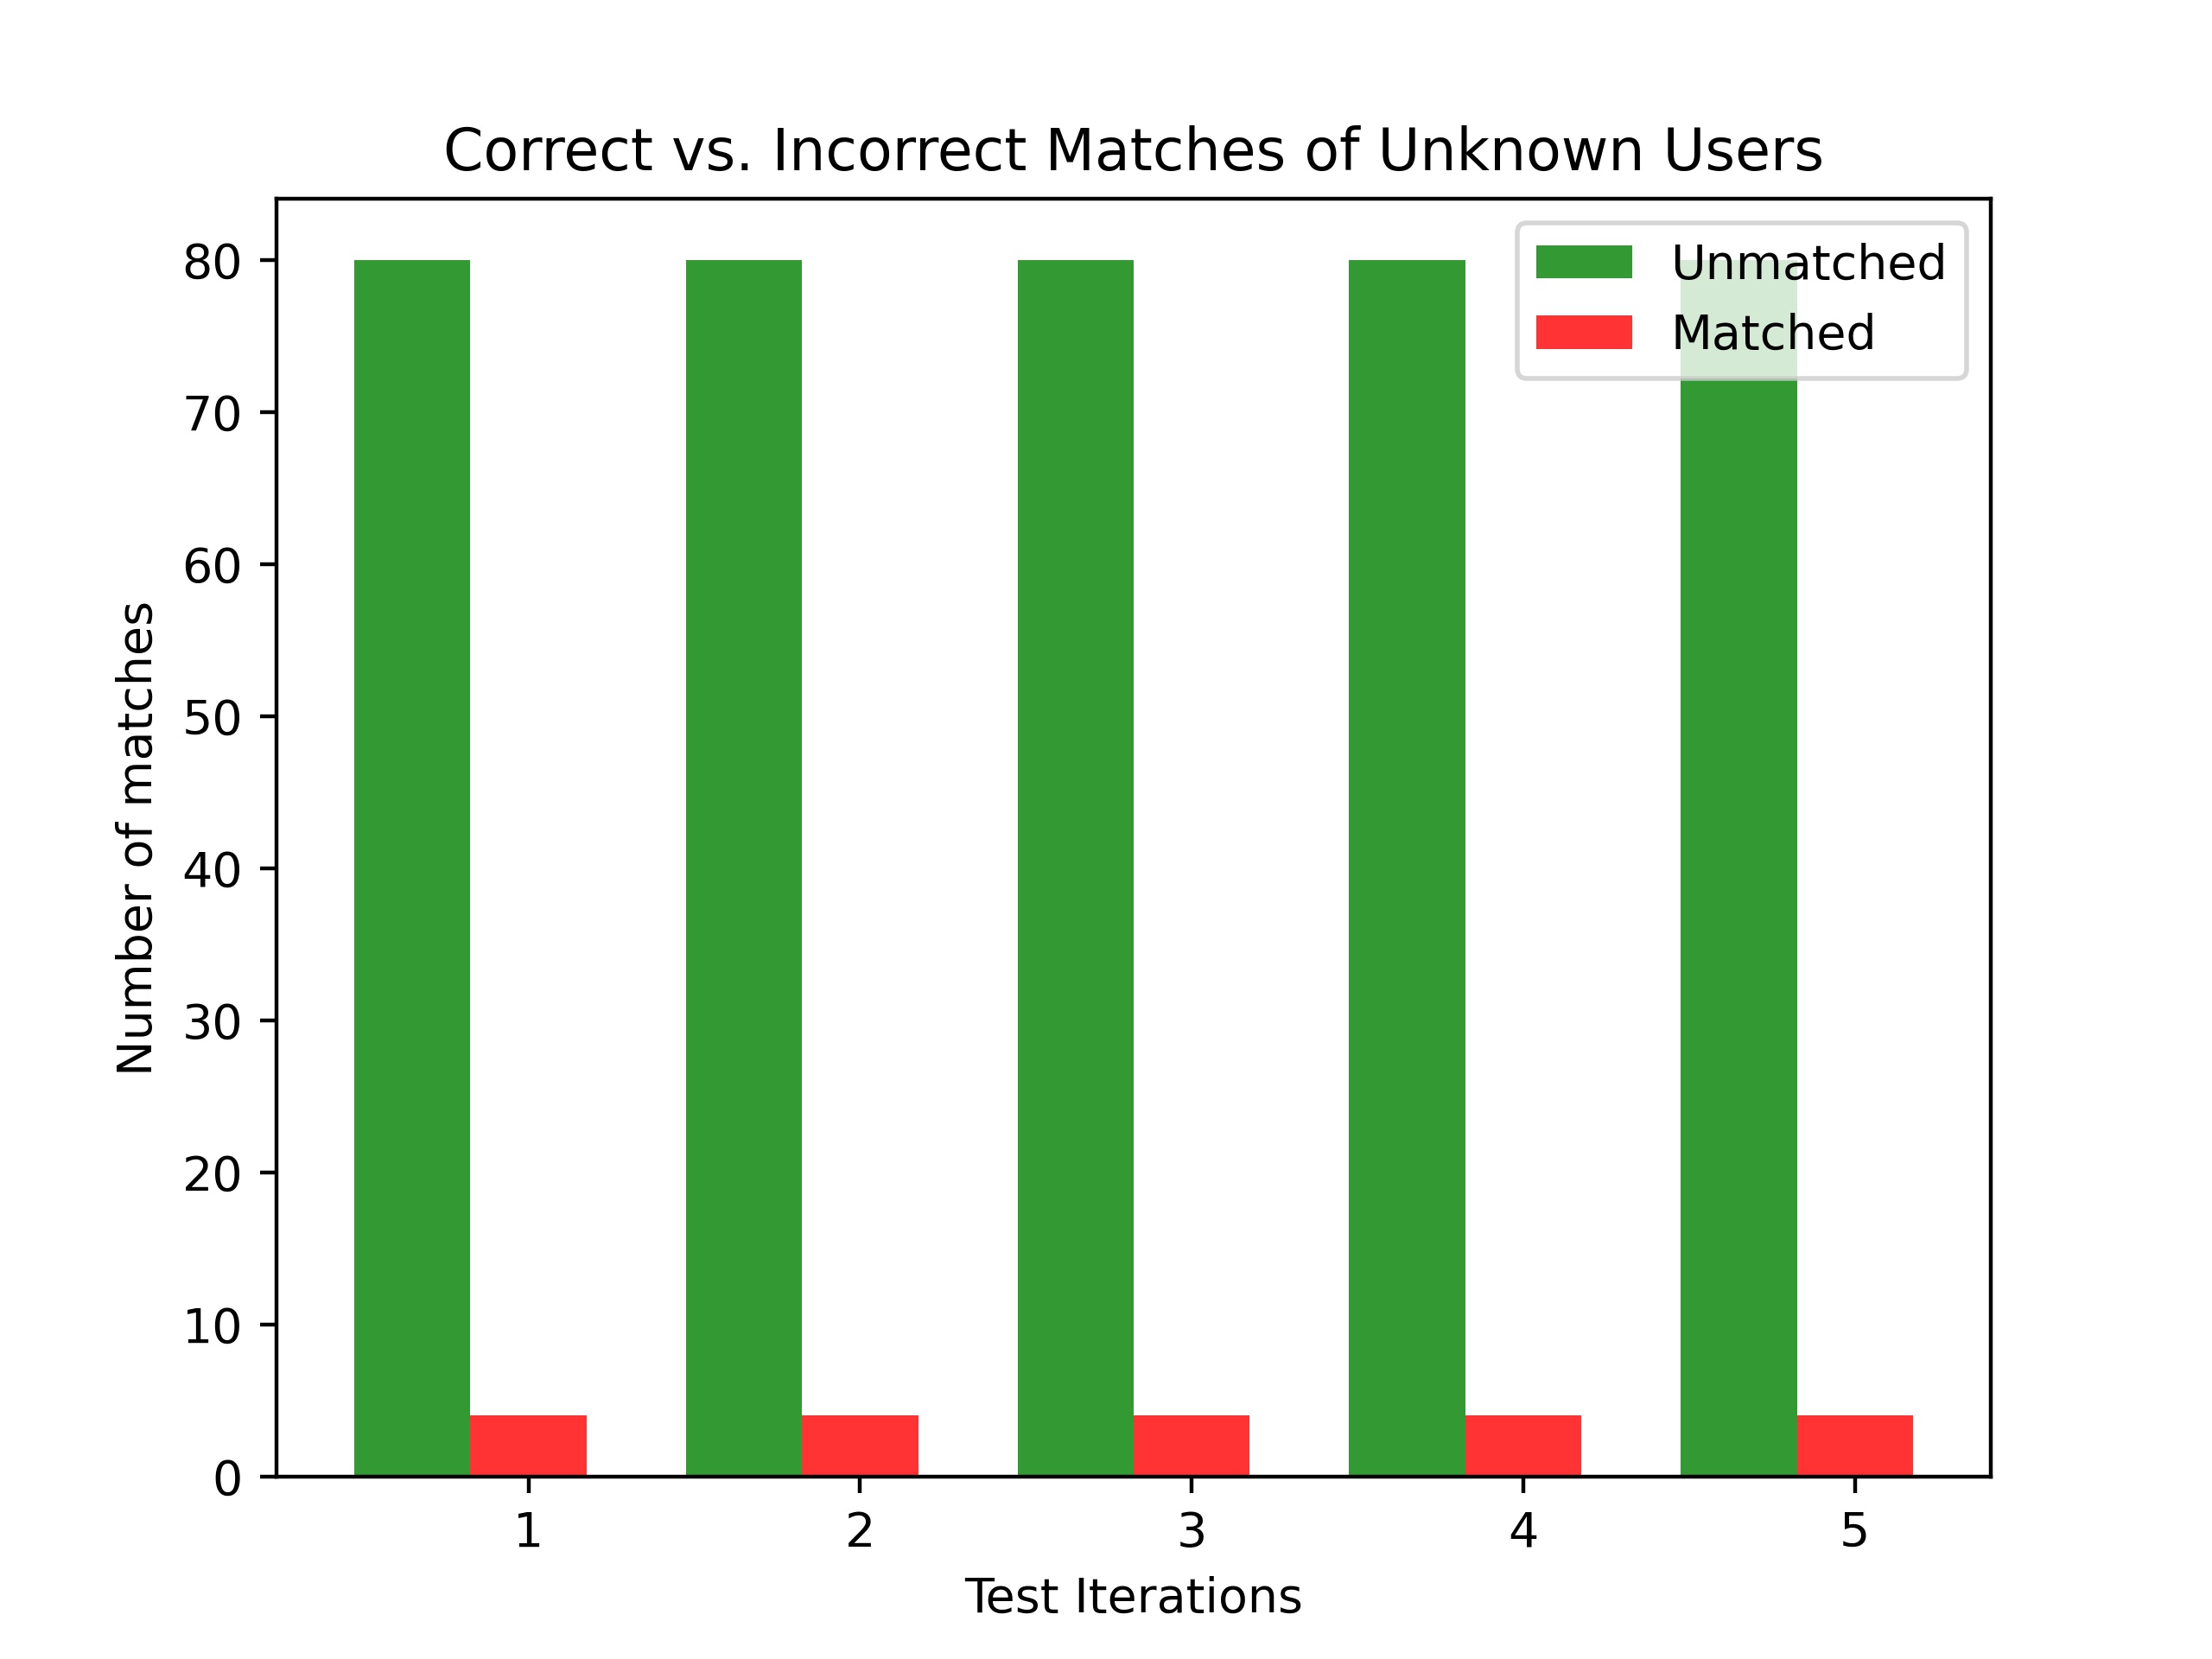 Correct vs. Incorrect Matches of Unknown Users
Unmatched
Matched
Number of matches
80
70
60
50
40
30
20
10
0
1 2 3 4 5
Test Iterations